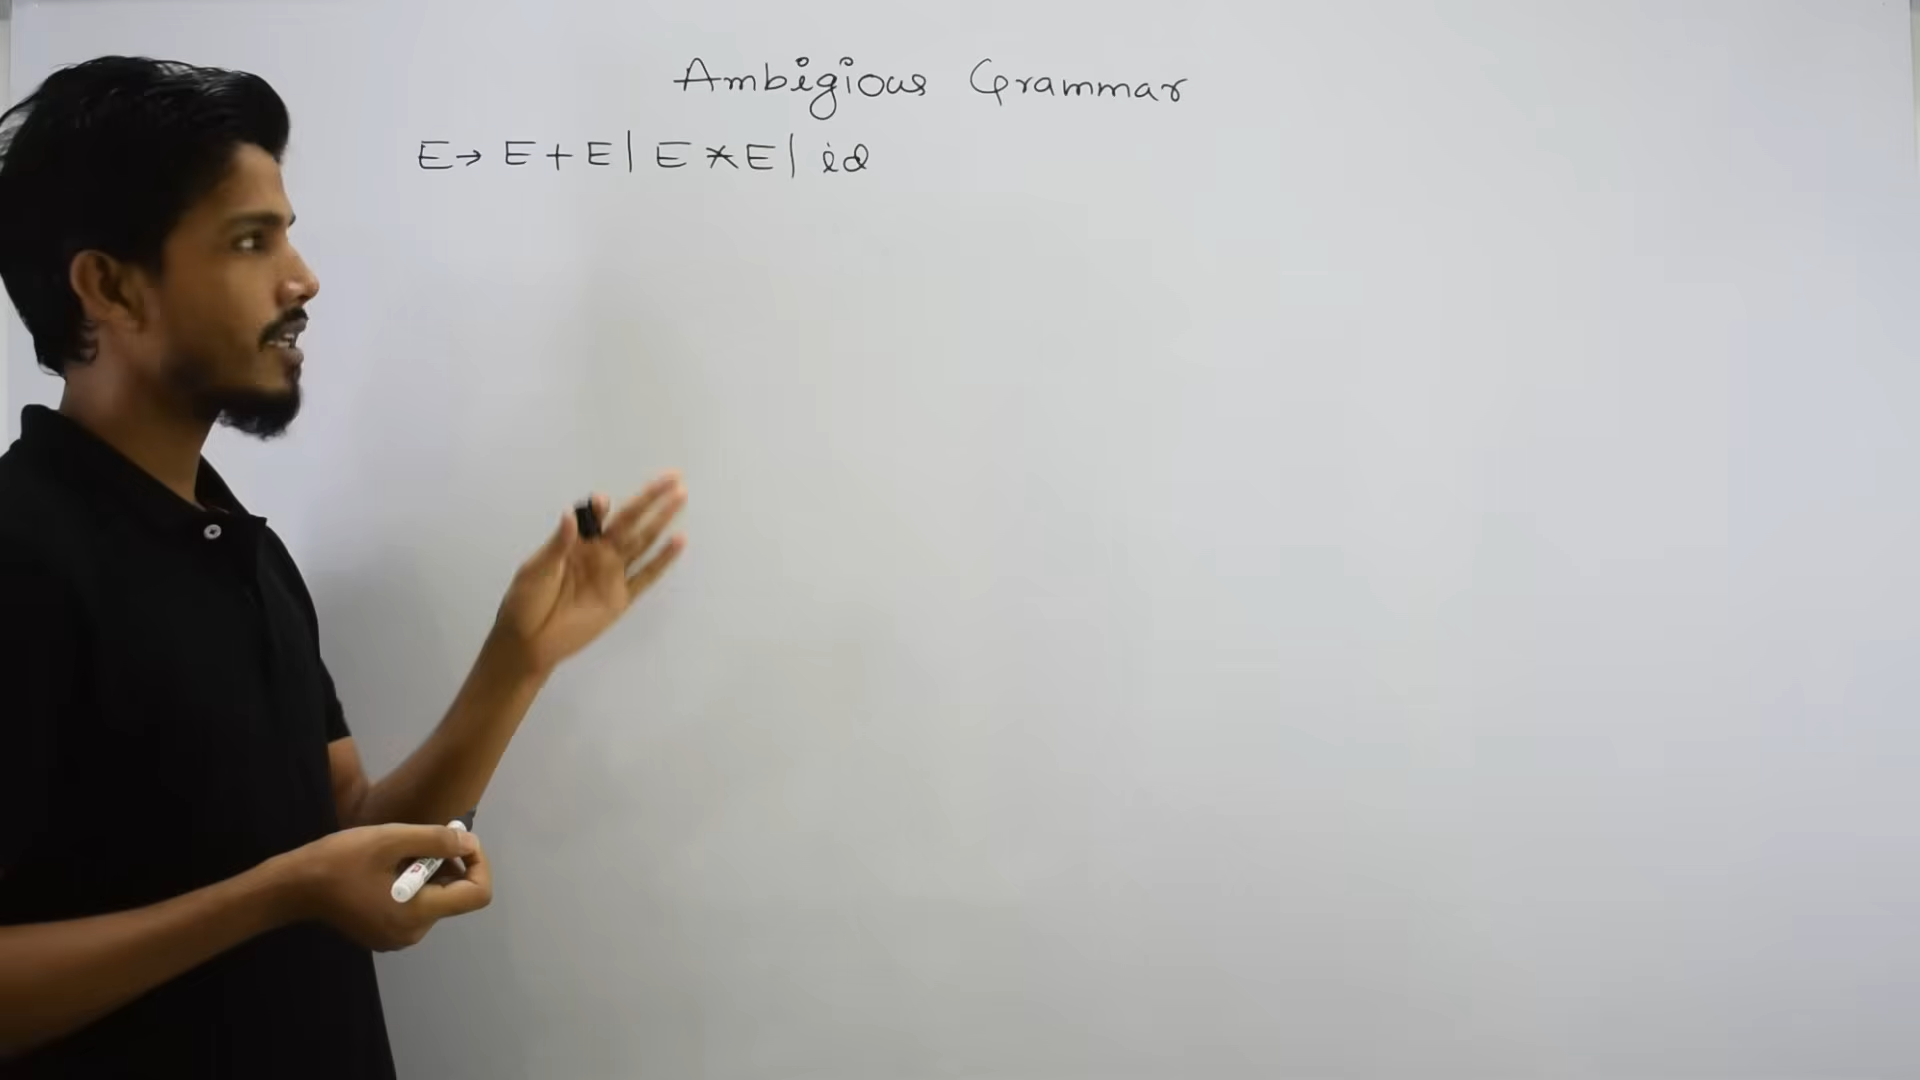 Ambigious Grammar
E → E + E | E * E | id